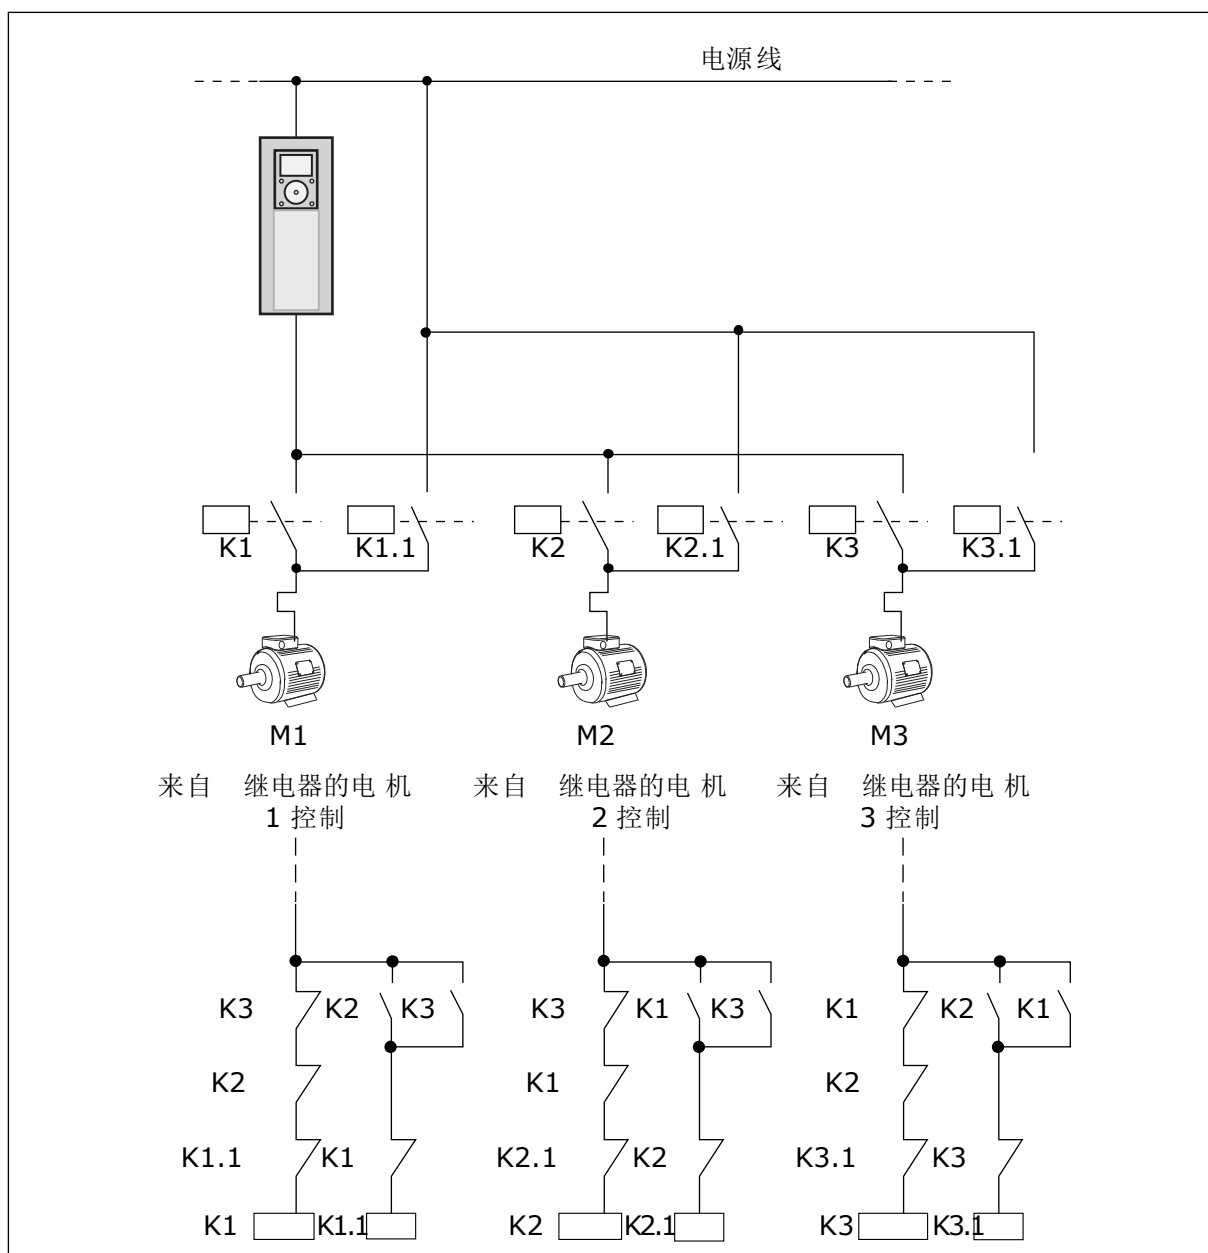 电源线
K1 K1.1 K2 K2.1 K3 K3.1
M1 M2 M3
来自 继电器的电机 来自 继电器的电机 来自 继电器的电机
1 控制 2 控制 3 控制
K3 K2 K3 K3 K1 K3 K1 K2 K1
K2 K1 K2
K1.1 K1 K2.1 K2 K3.1 K3
K1 K1.1 K2 K2.1 K3 K3.1